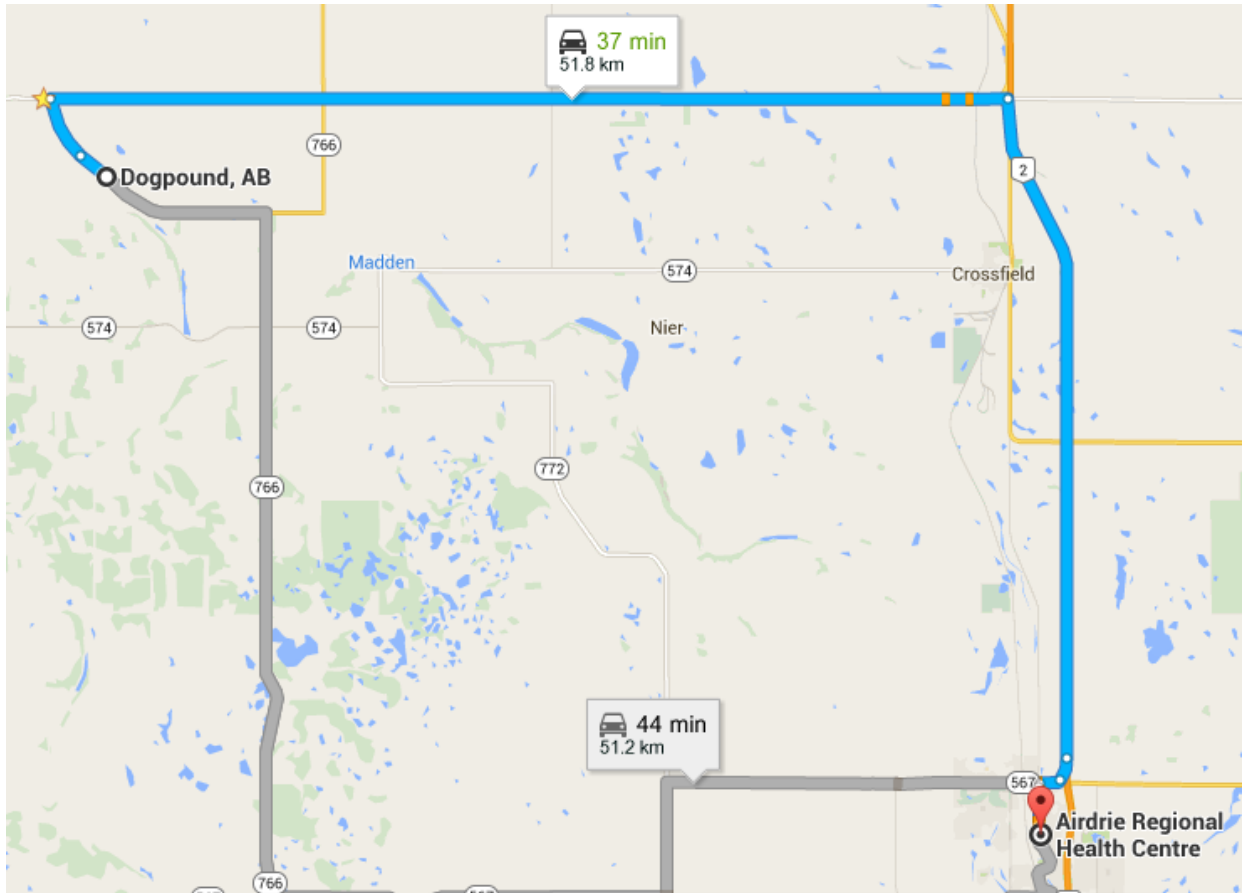 37 min
51.8 km
766
Dogpound, AB
2
Madden
574
Crossfield
574
574
Nier
766
772
44 min
51.2 km
567
Airdrie Regional
Health Centre
766